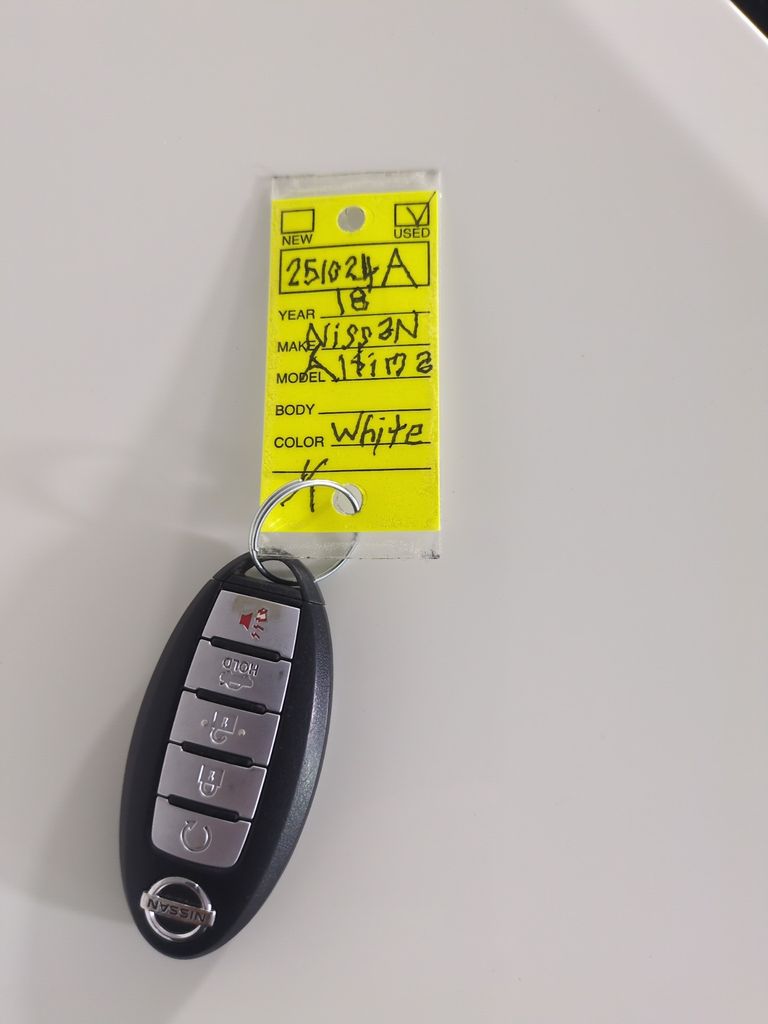 NEW USED
251024A
YEAR 18
MAKE Nissan
MODEL Altima
BODY
COLOR White
HOLD
NISSAN